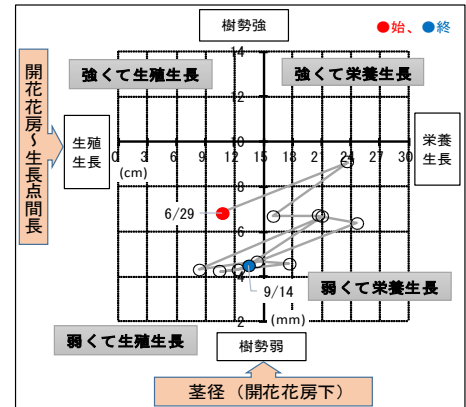 樹勢強
●始、●終
14
強くて生殖生長
強くて栄養生長
12
開花花房～生長点間長
生殖
生長
10
栄養
生長
0 3 6 9 12 15 18 21 24 27 30
(cm)
8
6/29
6
4
9/14
弱くて栄養生長
(mm)
2
弱くて生殖生長
樹勢弱
茎径（開花花房下）